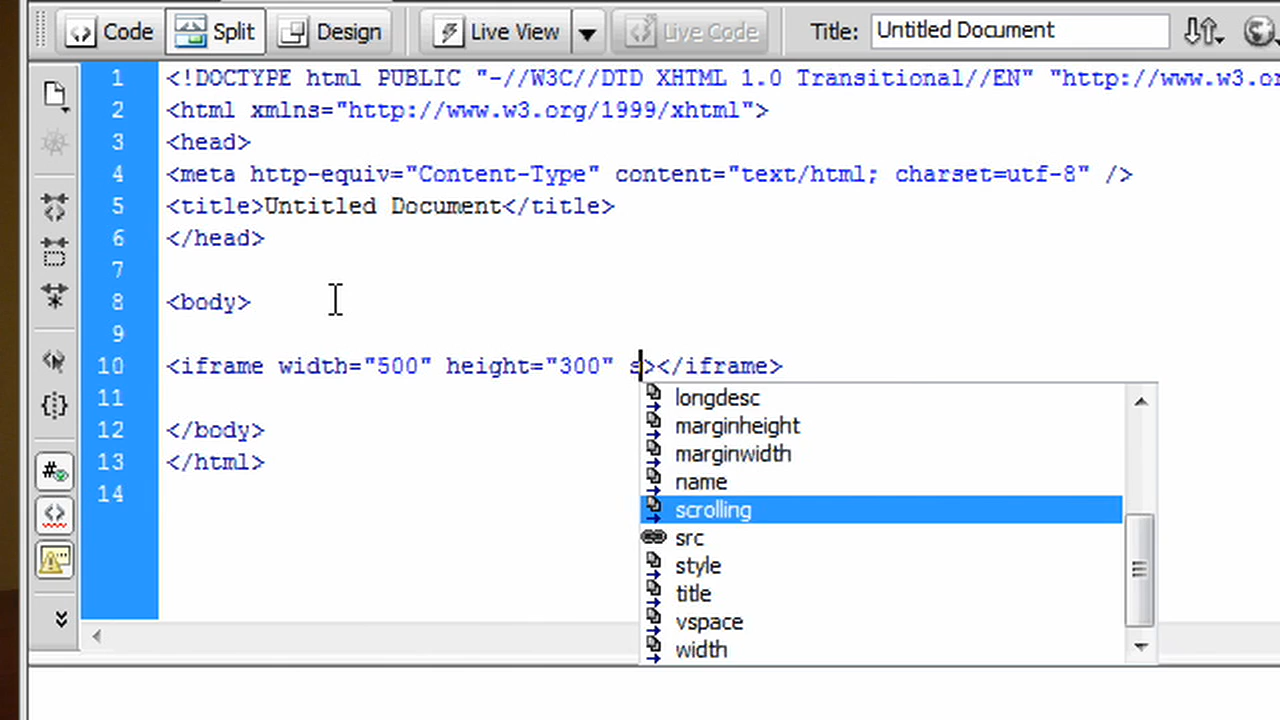 Code Split Design Live View Live Code Title: Untitled Document
1 <!DOCTYPE html PUBLIC "-//W3C//DTD XHTML 1.0 Transitional//EN" "http://www.w3.o
2 <html xmlns="http://www.w3.org/1999/xhtml">
3 <head>
4 <meta http-equiv="Content-Type" content="text/html; charset=utf-8" />
5 <title>Untitled Document</title>
6 </head>
7
8 <body>
9
10 <iframe width="500" height="300" s></iframe>
11
12 </body>
13 </html>
14
longdesc
marginheight
marginwidth
name
scrolling
src
style
title
vspace
width